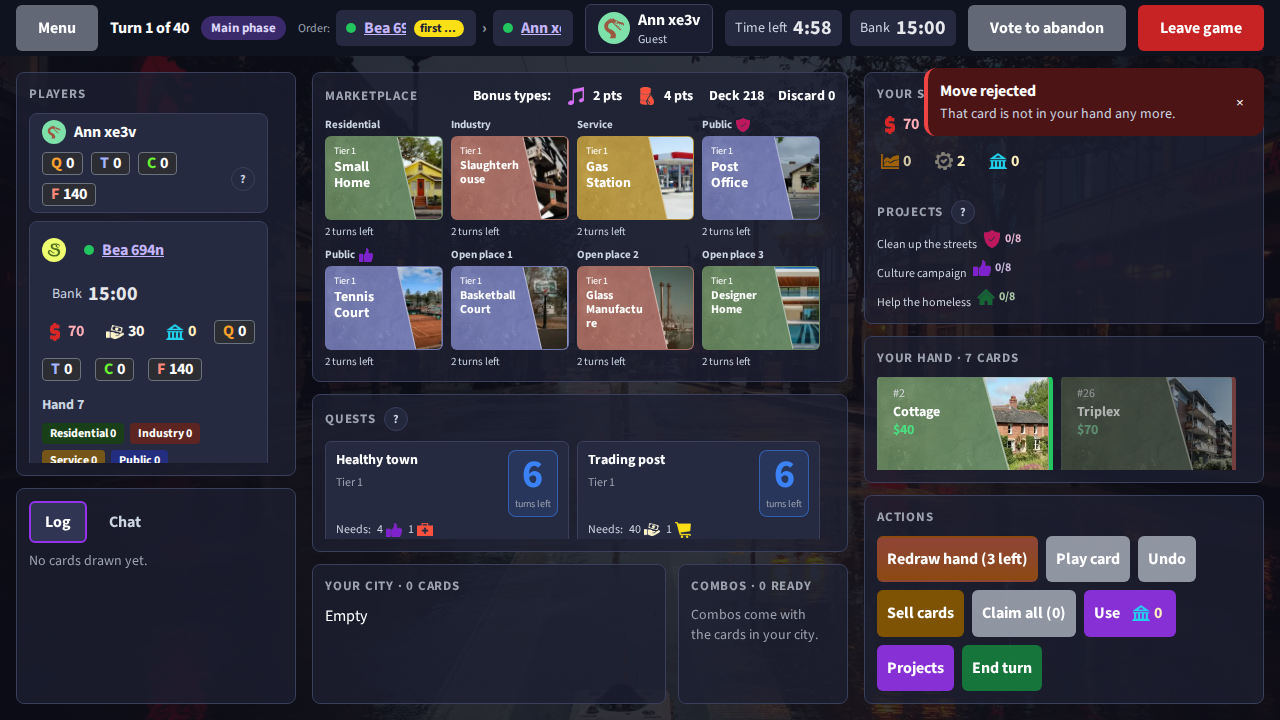 Menu
Turn 1 of 40
Main phase
Order:
Bea 69
first ...
›
Ann x
Ann xe3v
Guest
Time left 4:58
Bank 15:00
Vote to abandon
Leave game
PLAYERS
Ann xe3v
Q 0
T 0
C 0
F 140
?
Bea 694n
Bank 15:00
70
30
0
Q 0
T 0
C 0
F 140
Hand 7
Residential 0
Industry 0
Service 0
Public 0
Log
Chat
No cards drawn yet.
MARKETPLACE
Bonus types:
2 pts
4 pts
Deck 218
Discard 0
Residential
Industry
Service
Public
Tier 1
Small
Home
Tier 1
Slaughterh
ouse
Tier 1
Gas
Station
Tier 1
Post
Office
2 turns left
2 turns left
2 turns left
2 turns left
Public
Open place 1
Open place 2
Open place 3
Tier 1
Tennis
Court
Tier 1
Basketball
Court
Tier 1
Glass
Manufactu
re
Tier 1
Designer
Home
2 turns left
2 turns left
2 turns left
2 turns left
QUESTS
?
Healthy town
Tier 1
6
turns left
Needs: 4 1
Trading post
Tier 1
6
turns left
Needs: 40 1
YOUR CITY · 0 CARDS
Empty
COMBOS · 0 READY
Combos come with
the cards in your city.
YOUR S
70
Move rejected
That card is not in your hand any more.
×
0
2
0
PROJECTS
?
Clean up the streets 0/8
Culture campaign 0/8
Help the homeless 0/8
YOUR HAND · 7 CARDS
#2
Cottage
$40
#26
Triplex
$70
ACTIONS
Redraw hand (3 left)
Play card
Undo
Sell cards
Claim all (0)
Use 0
Projects
End turn